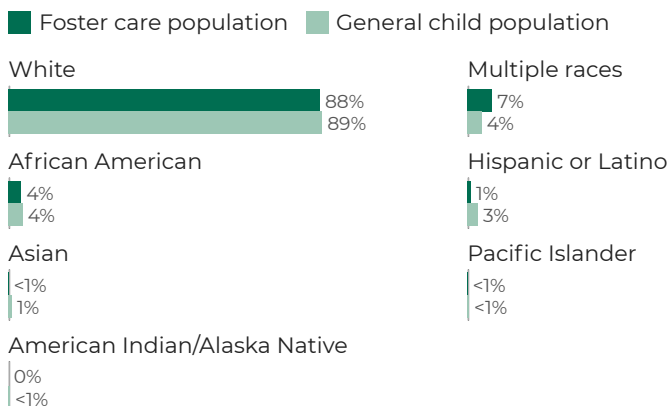 Foster care population
General child population
White
88%
89%
Multiple races
7%
4%
African American
4%
4%
Hispanic or Latino
1%
3%
Asian
<1%
1%
Pacific Islander
<1%
<1%
American Indian/Alaska Native
0%
<1%